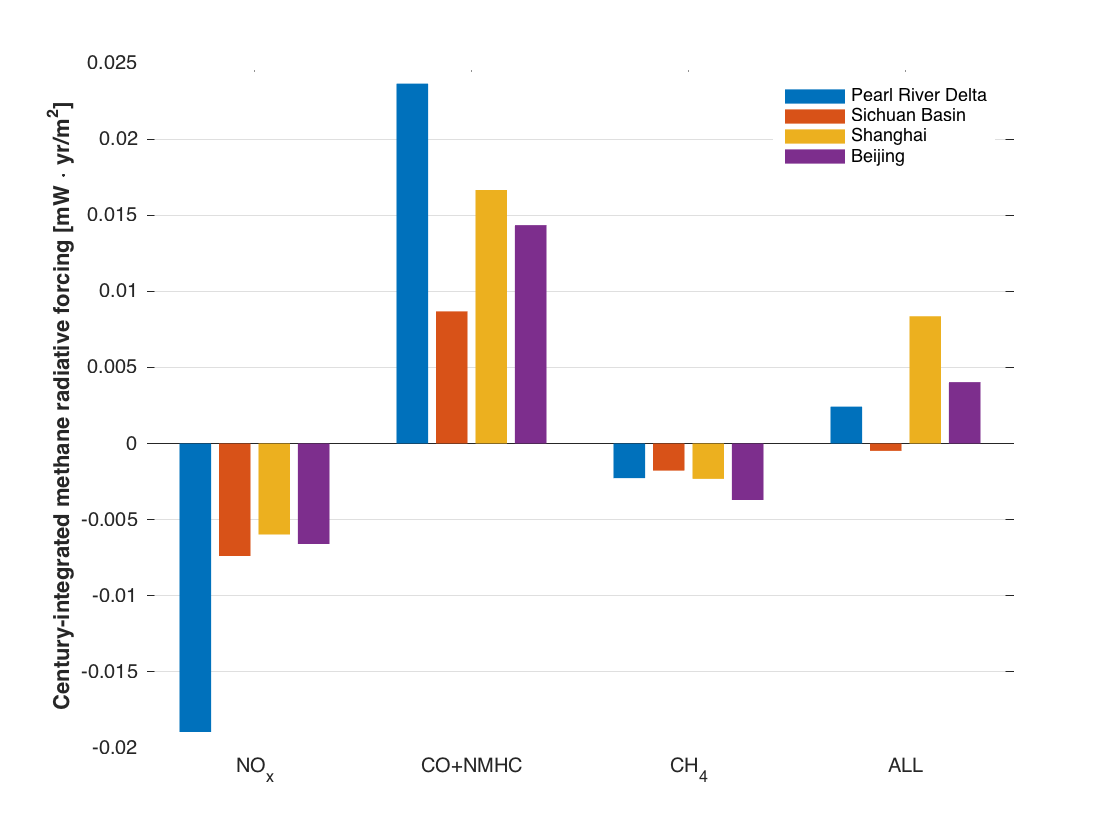 Century-integrated methane radiative forcing [mW · yr/m²]
0.025
0.02
0.015
0.01
0.005
0
-0.005
-0.01
-0.015
-0.02
Pearl River Delta
Sichuan Basin
Shanghai
Beijing
NOₓ CO+NMHC CH₄ ALL